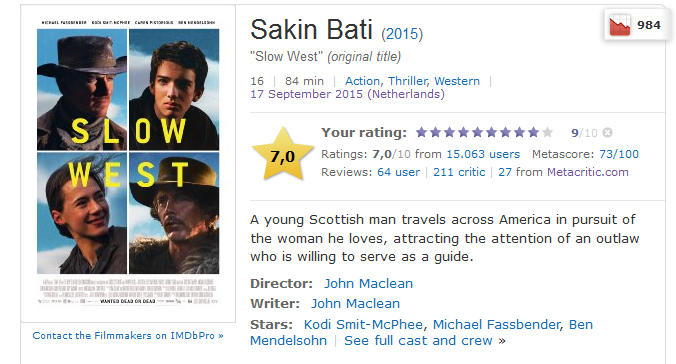 MICHAEL FASSBENDER KODI SMIT-MCPHEE CAREN PISTORIUS BEN MENDELSOHN
SLOW
WEST
WANTED DEAD OR DEAD
Contact the Filmmakers on IMDbPro »
Sakin Bati (2015)
984
"Slow West" (original title)
16 | 84 min | Action, Thriller, Western |
17 September 2015 (Netherlands)
7,0
Your rating: 9/10
Ratings: 7,0/10 from 15.063 users Metascore: 73/100
Reviews: 64 user | 211 critic | 27 from Metacritic.com
A young Scottish man travels across America in pursuit of
the woman he loves, attracting the attention of an outlaw
who is willing to serve as a guide.
Director: John Maclean
Writer: John Maclean
Stars: Kodi Smit-McPhee, Michael Fassbender, Ben
Mendelsohn | See full cast and crew »